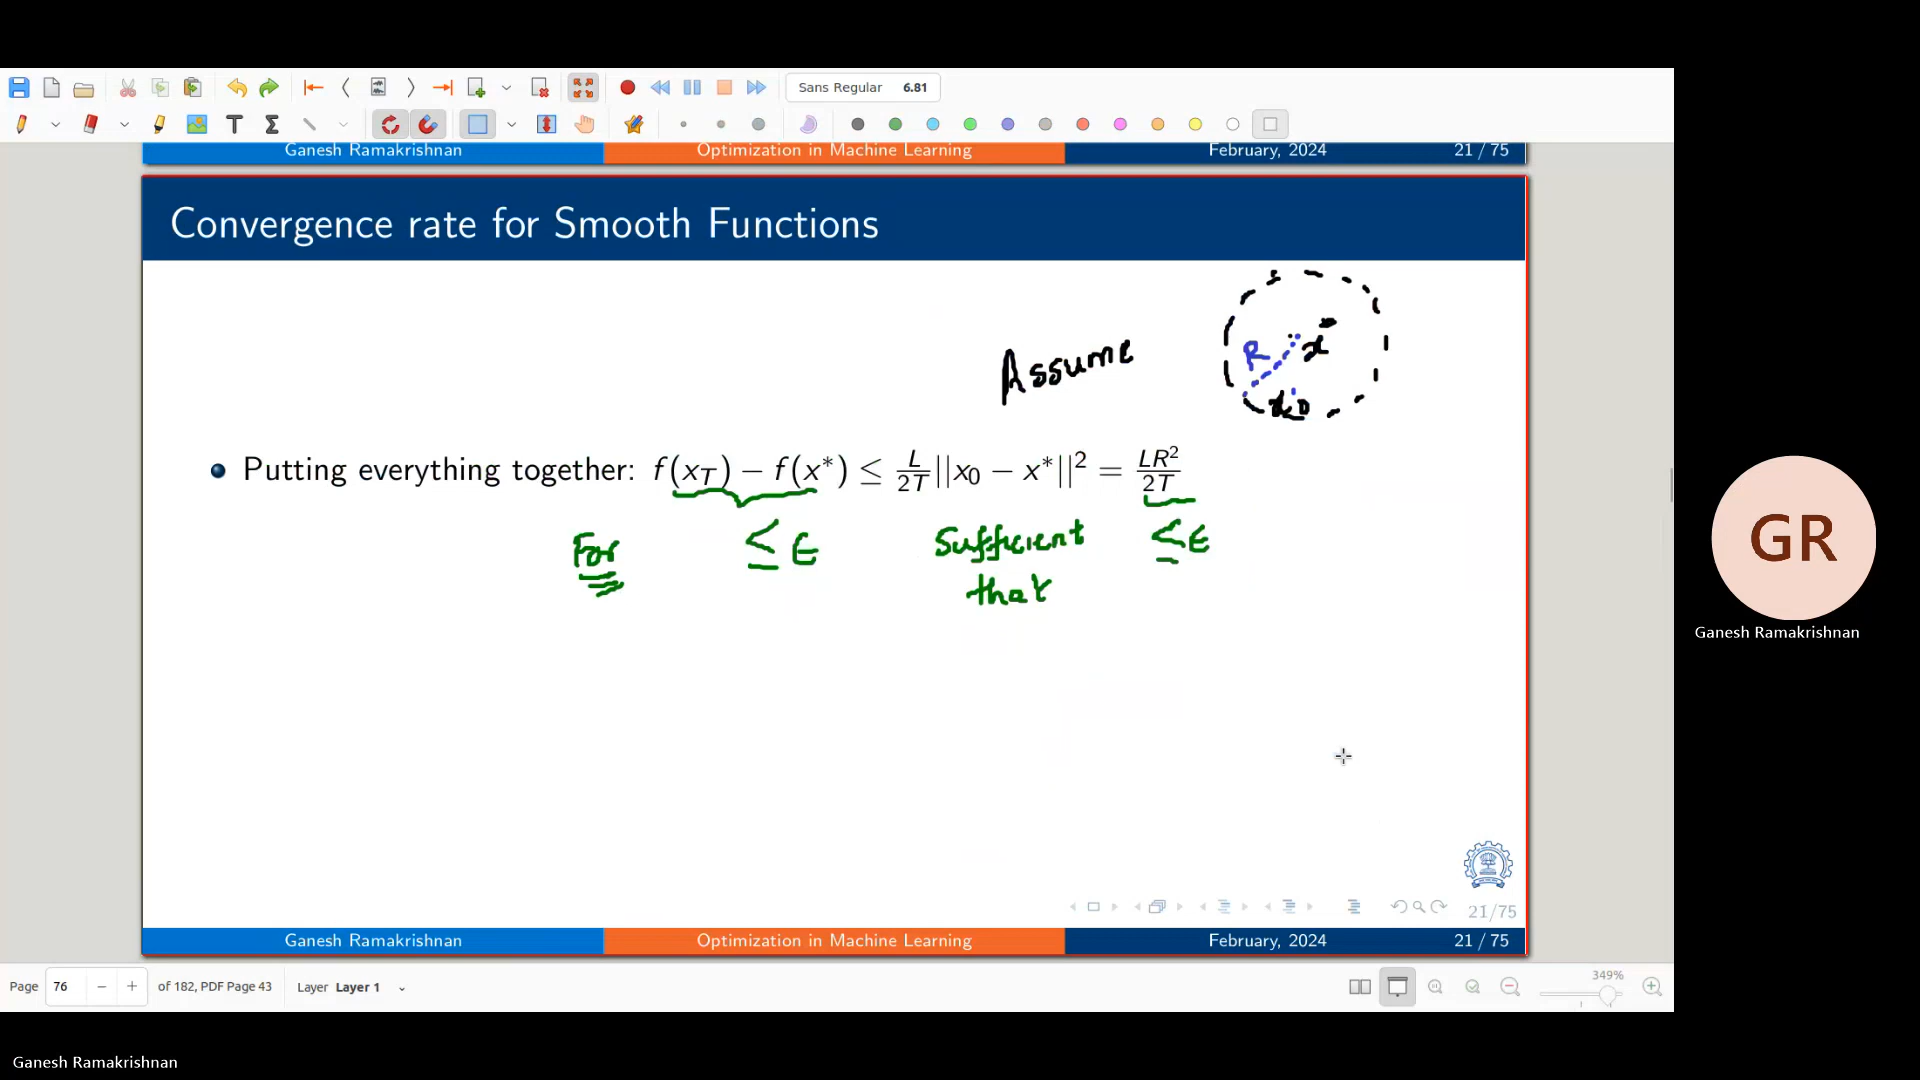 Sans Regular 6.81
Ganesh Ramakrishnan Optimization in Machine Learning February, 2024 21 / 75
Convergence rate for Smooth Functions
Assume
R x*
x0
Putting everything together: f(x_T) − f(x*) ≤ L/2T ||x_0 − x*||² = LR²/2T
For ≤ ϵ Sufficient ≤ ϵ
that
GR
Ganesh Ramakrishnan
21/75
Ganesh Ramakrishnan Optimization in Machine Learning February, 2024 21 / 75
Page 76 of 182, PDF Page 43 Layer Layer 1 349%
Ganesh Ramakrishnan